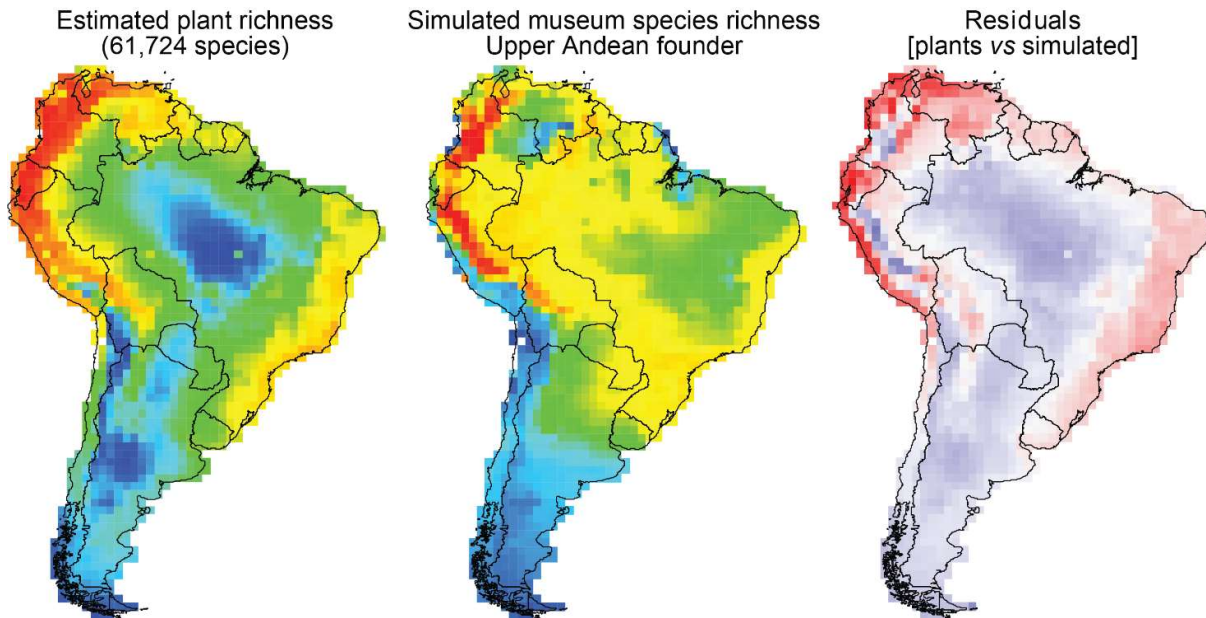 Estimated plant richness
(61,724 species)
Simulated museum species richness
Upper Andean founder
Residuals
[plants vs simulated]